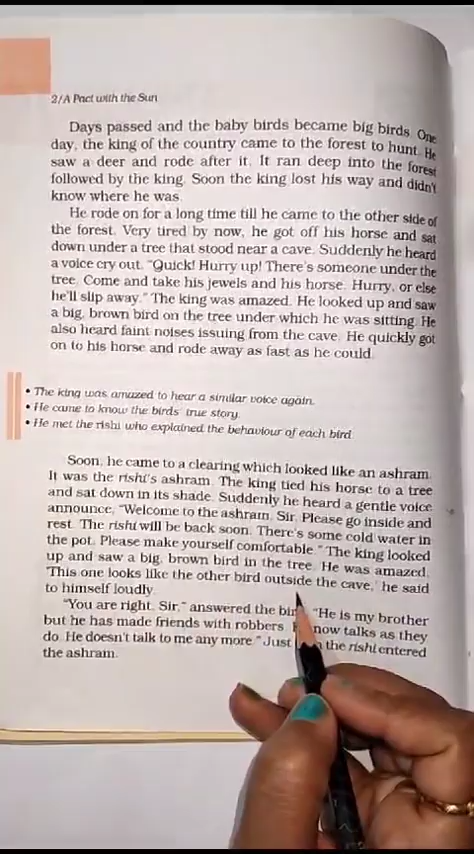 2/A Pact with the Sun
Days passed and the baby birds became big birds. One
day, the king of the country came to the forest to hunt. He
saw a deer and rode after it. It ran deep into the forest
followed by the king. Soon the king lost his way and didn't
know where he was.
He rode on for a long time till he came to the other side of
the forest. Very tired by now, he got off his horse and sat
down under a tree that stood near a cave. Suddenly he heard
a voice cry out, "Quick! Hurry up! There's someone under the
tree. Come and take his jewels and his horse. Hurry, or else
he'll slip away." The king was amazed. He looked up and saw
a big, brown bird on the tree under which he was sitting. He
also heard faint noises issuing from the cave. He quickly got
on to his horse and rode away as fast as he could.
• The king was amazed to hear a similar voice again.
• He came to know the birds' true story.
• He met the rishi who explained the behaviour of each bird.
Soon, he came to a clearing which looked like an ashram.
It was the rishi's ashram. The king tied his horse to a tree
and sat down in its shade. Suddenly he heard a gentle voice
announce, "Welcome to the ashram, Sir. Please go inside and
rest. The rishi will be back soon. There's some cold water in
the pot. Please make yourself comfortable." The king looked
up and saw a big, brown bird in the tree. He was amazed.
'This one looks like the other bird outside the cave,' he said
to himself loudly.
"You are right, Sir," answered the "He is my brother
but he has made friends with robbers. now talks as they
do. He doesn't talk to me any more." Just the rishi entered
the ashram.